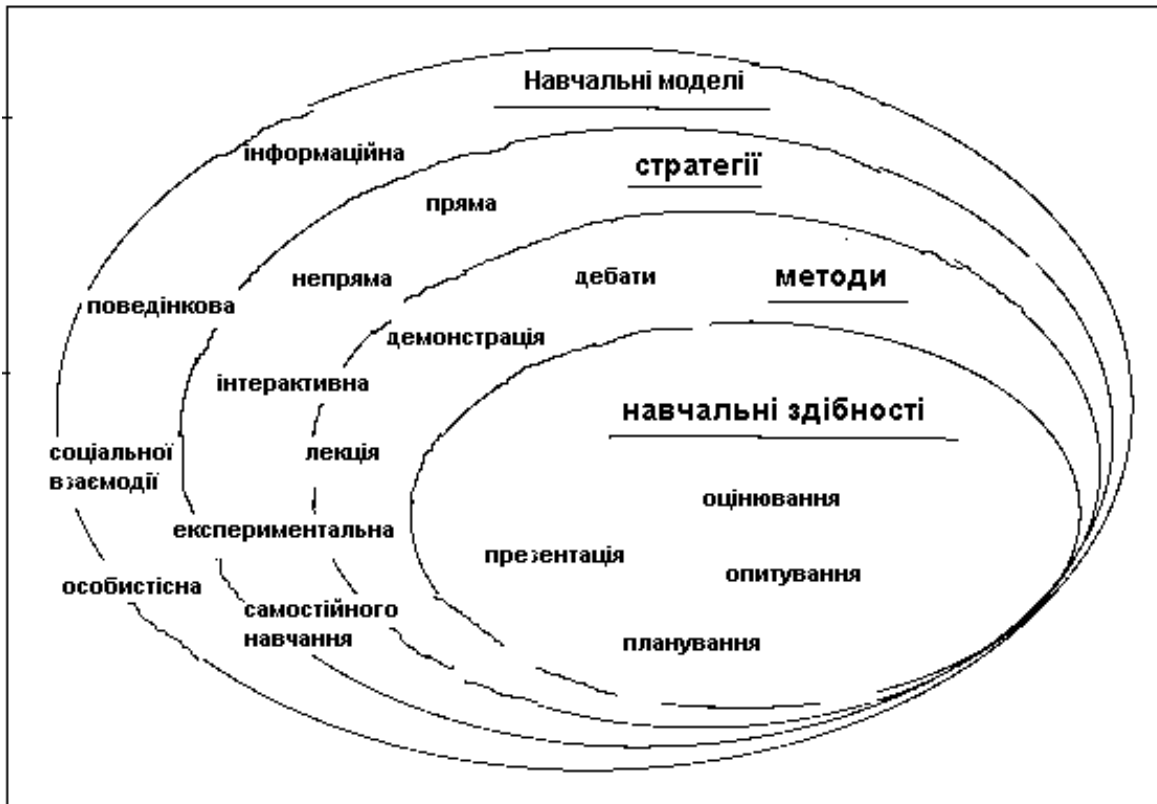 Навчальні моделі
інформаційна
стратегії
пряма
непряма
дебати
методи
поведінкова
демонстрація
інтерактивна
навчальні здібності
соціальної
взаємодії
лекція
оцінювання
експериментальна
презентація
опитування
особистісна
самостійного
навчання
планування